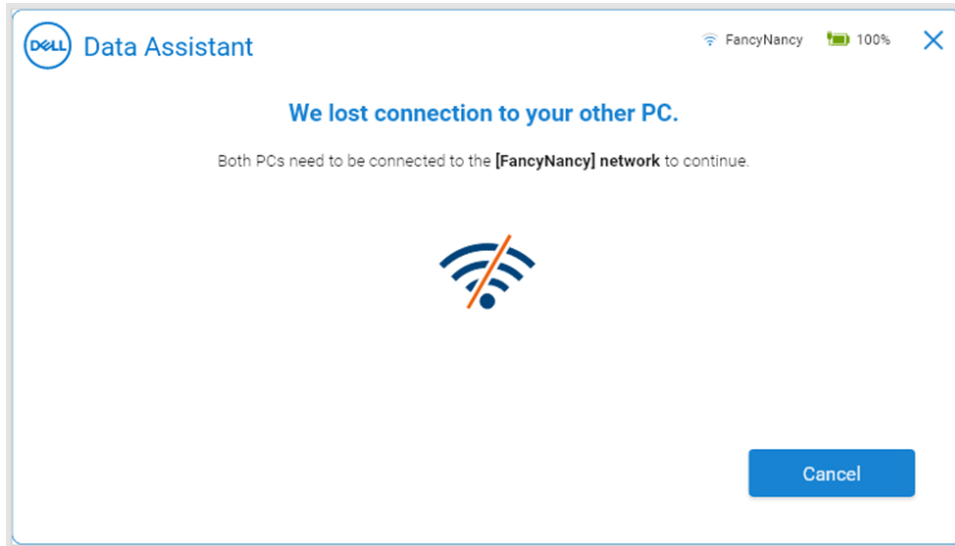 DELL Data Assistant FancyNancy 100%
We lost connection to your other PC.
Both PCs need to be connected to the [FancyNancy] network to continue.
Cancel